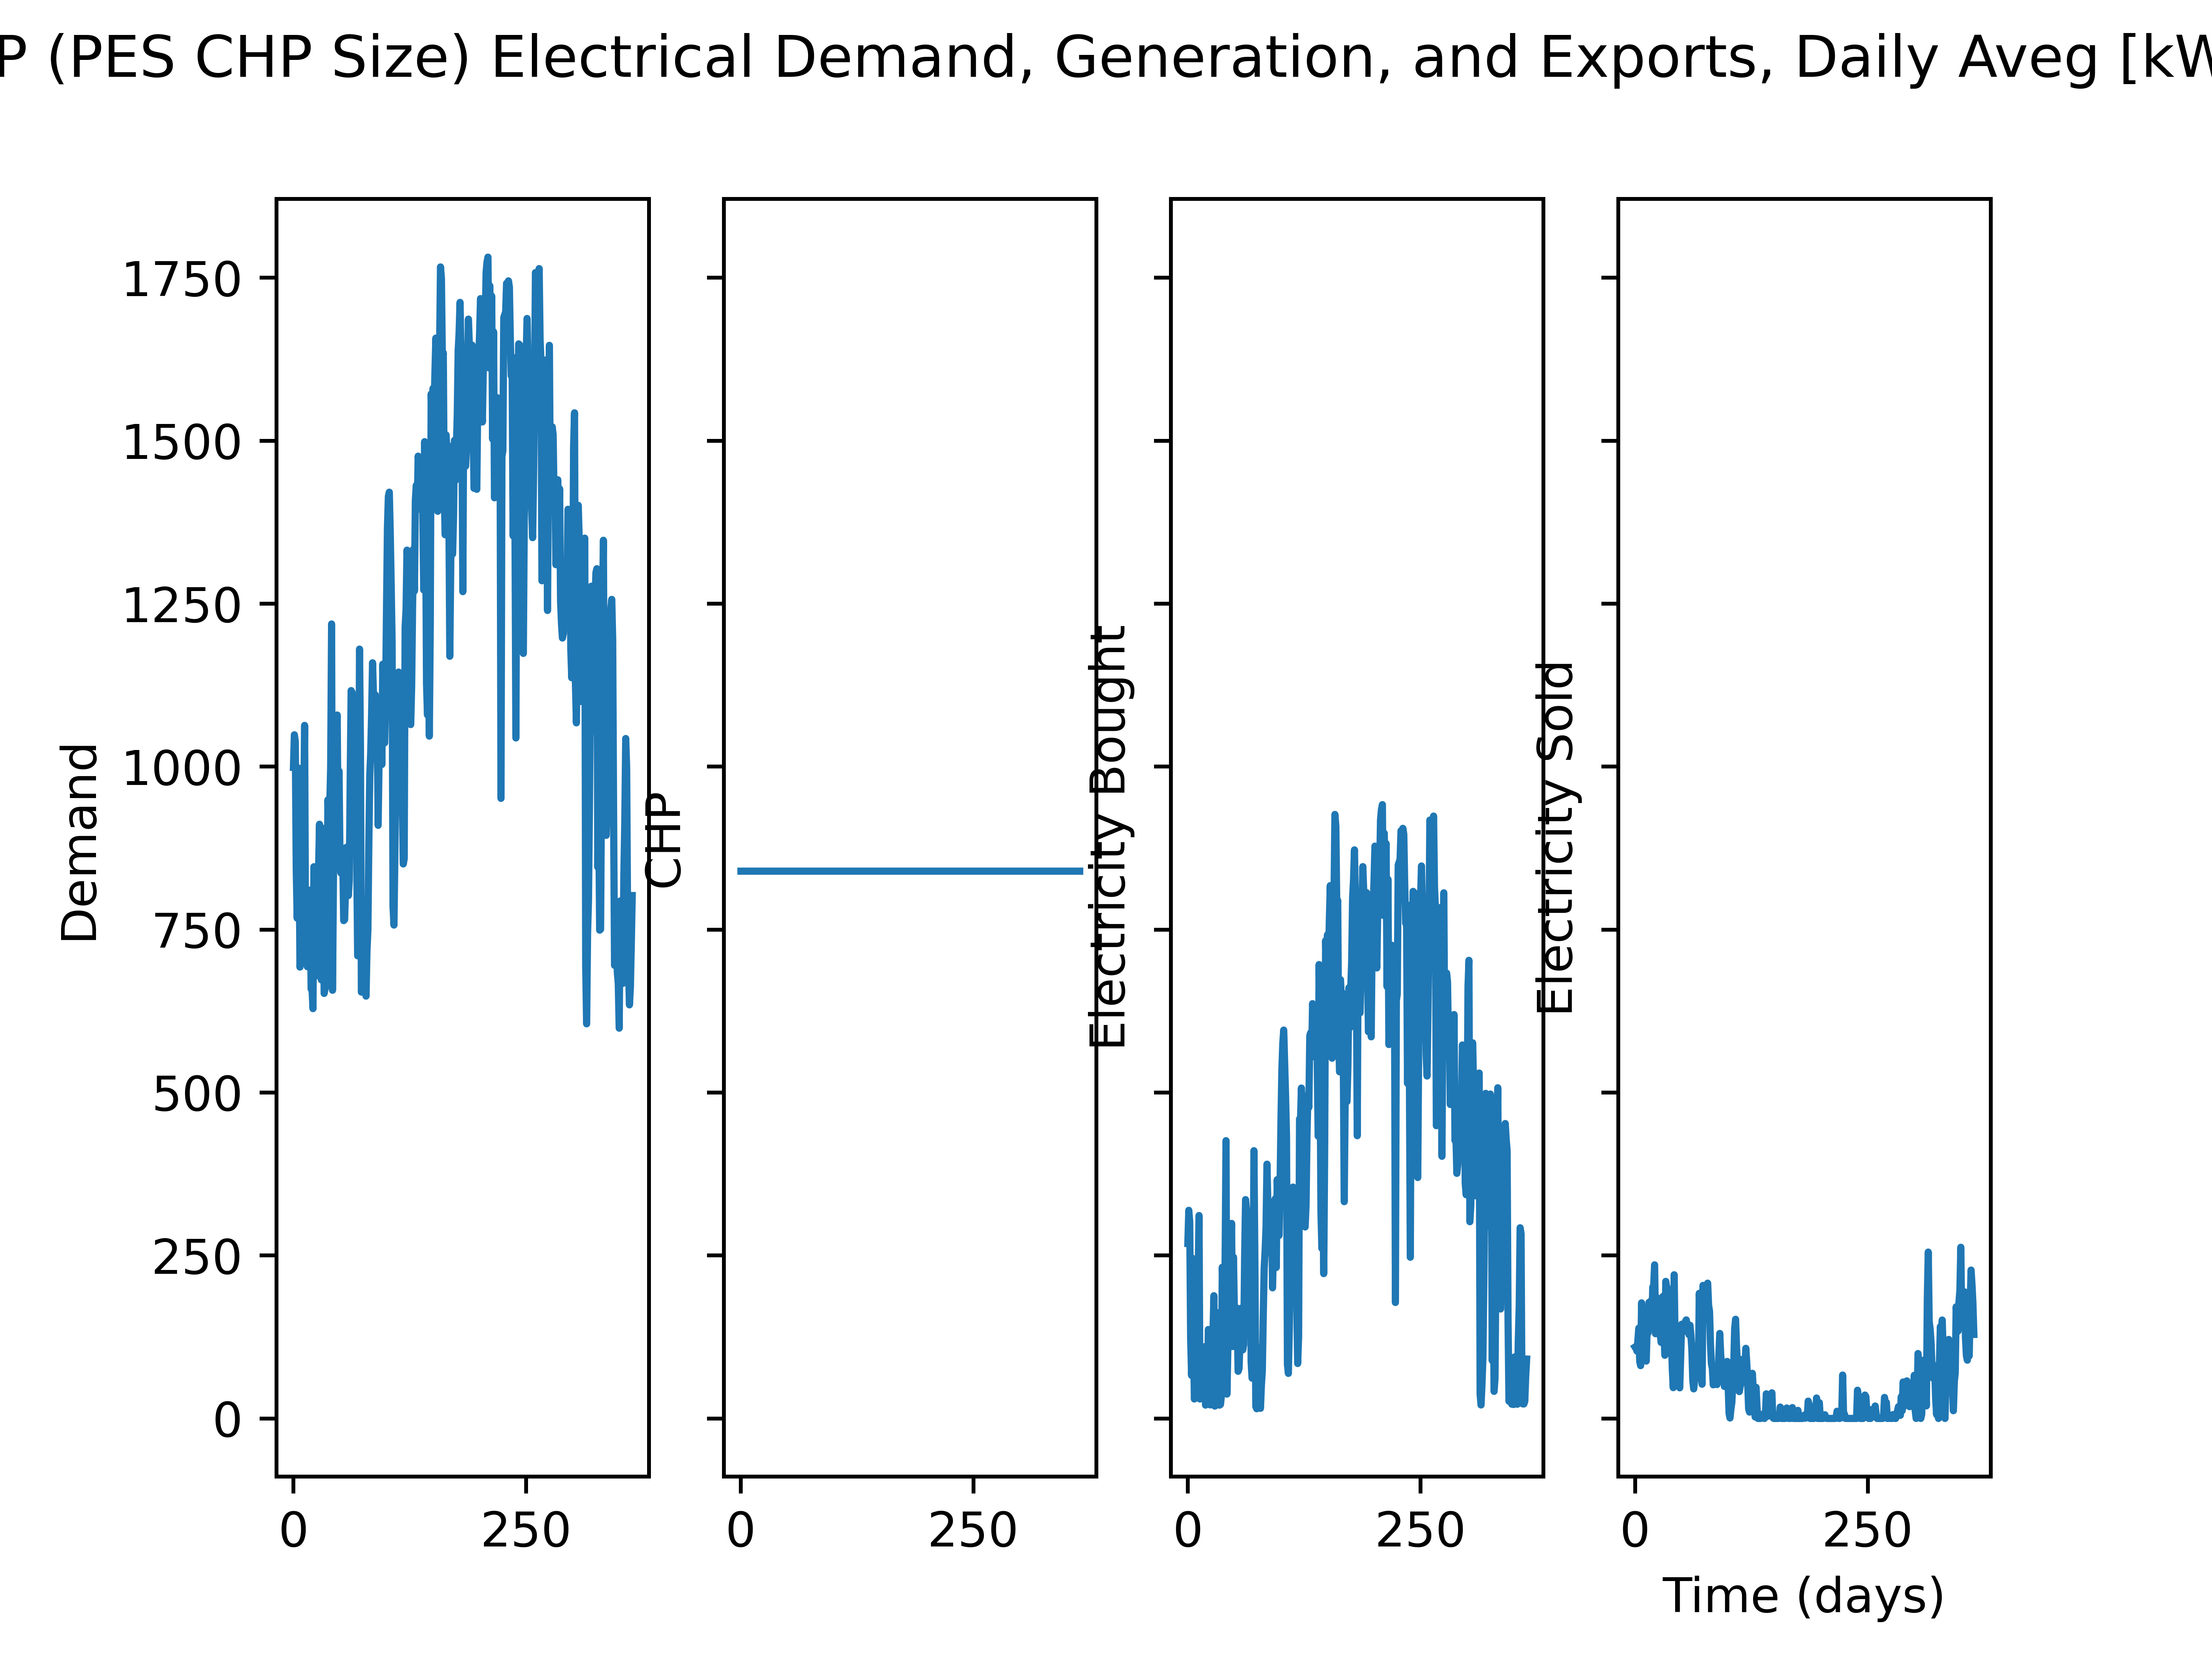 P (PES CHP Size) Electrical Demand, Generation, and Exports, Daily Aveg [kW
Demand
1750
1500
1250
1000
750
500
250
0
0 250
CHP
0 250
Electricity Bought
0 250
Electricity Sold
0 250
Time (days)